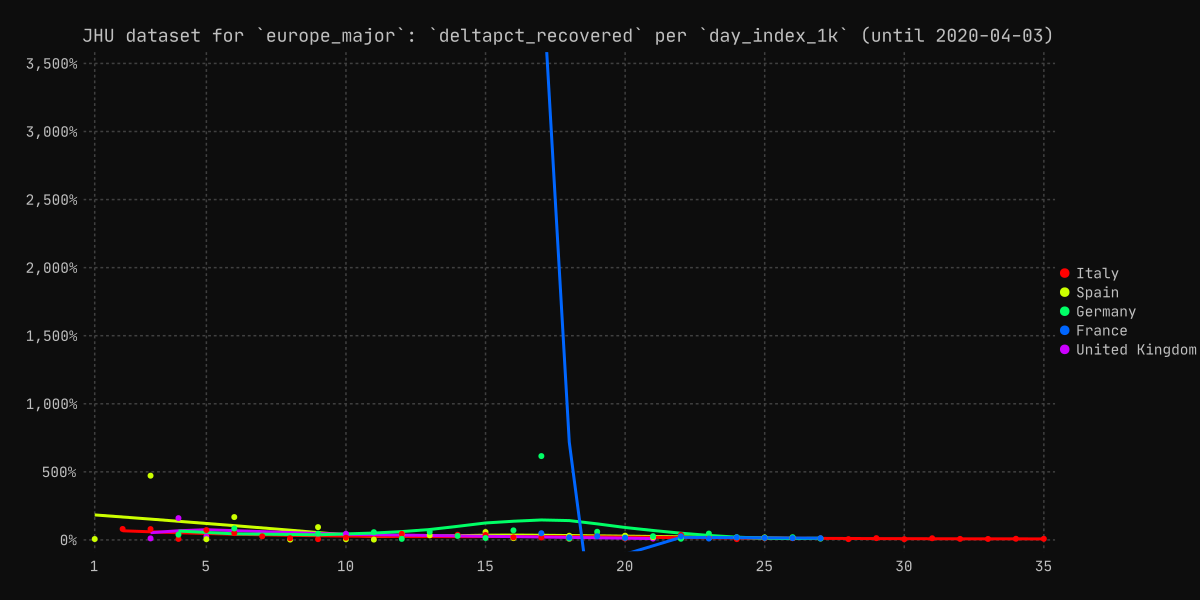 JHU dataset for `europe_major`: `deltapct_recovered` per `day_index_1k` (until 2020-04-03)
3,500%
3,000%
2,500%
2,000%
1,500%
1,000%
500%
0%
1 5 10 15 20 25 30 35
Italy
Spain
Germany
France
United Kingdom